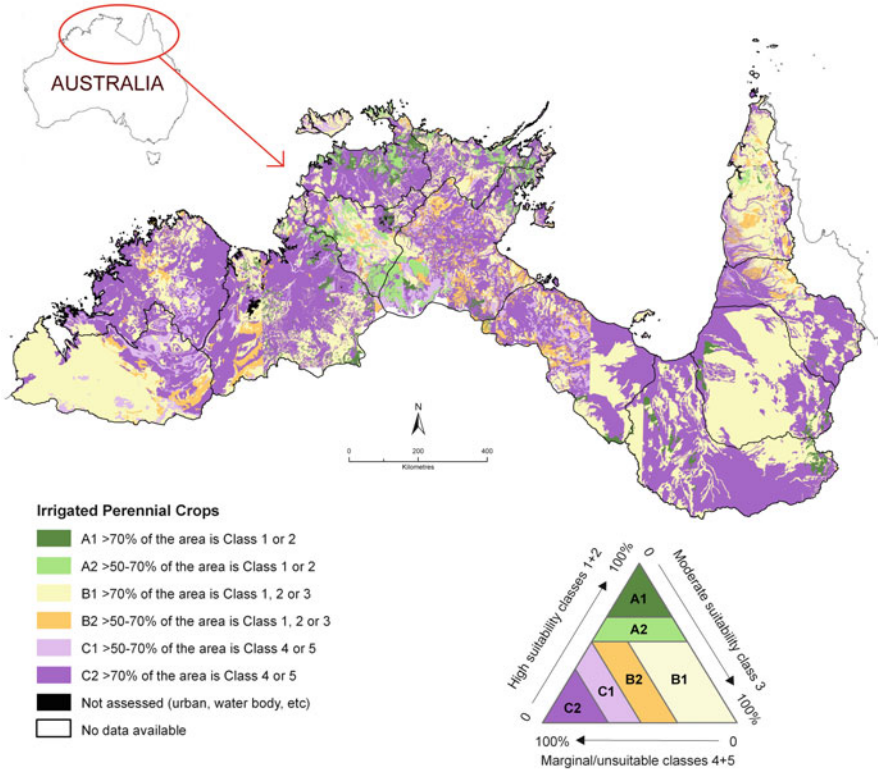 AUSTRALIA
N
0 200 400
Kilometres
Irrigated Perennial Crops
A1 >70% of the area is Class 1 or 2
A2 >50-70% of the area is Class 1 or 2
B1 >70% of the area is Class 1, 2 or 3
B2 >50-70% of the area is Class 1, 2 or 3
C1 >50-70% of the area is Class 4 or 5
C2 >70% of the area is Class 4 or 5
Not assessed (urban, water body, etc)
No data available
High suitability classes 1+2
0
100%
Moderate suitability class 3
0
100%
A1
A2
B1
B2
C1
C2
100% 0
Marginal/unsuitable classes 4+5